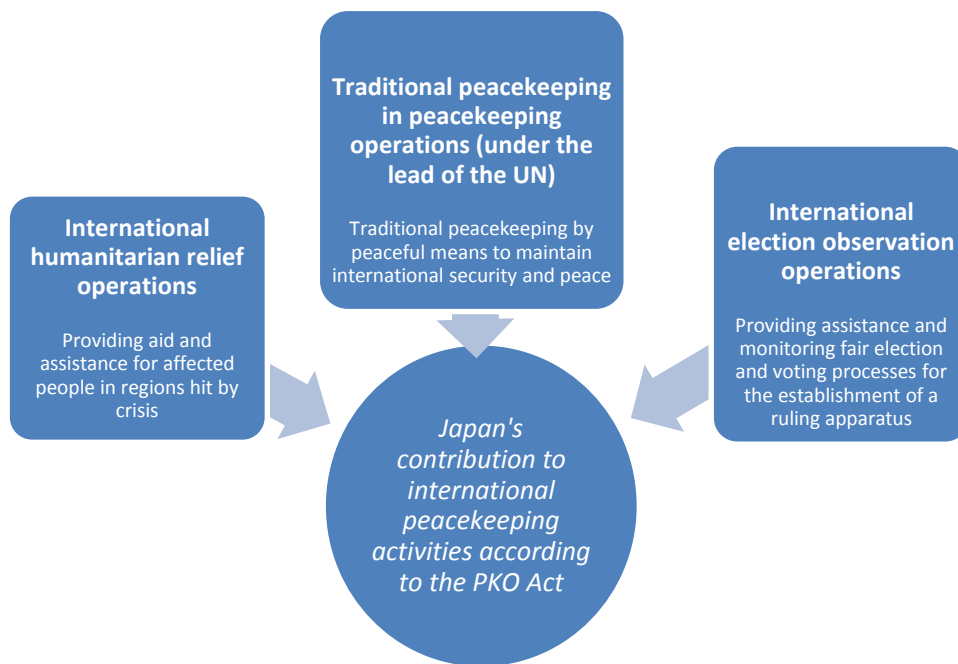 Traditional peacekeeping
in peacekeeping
operations (under the
lead of the UN)
Traditional peacekeeping by
peaceful means to maintain
international security and peace
International
humanitarian relief
operations
Providing aid and
assistance for affected
people in regions hit by
crisis
International
election observation
operations
Providing assistance and
monitoring fair election
and voting processes for
the establishment of a
ruling apparatus
Japan's
contribution to
international
peacekeeping
activities according
to the PKO Act